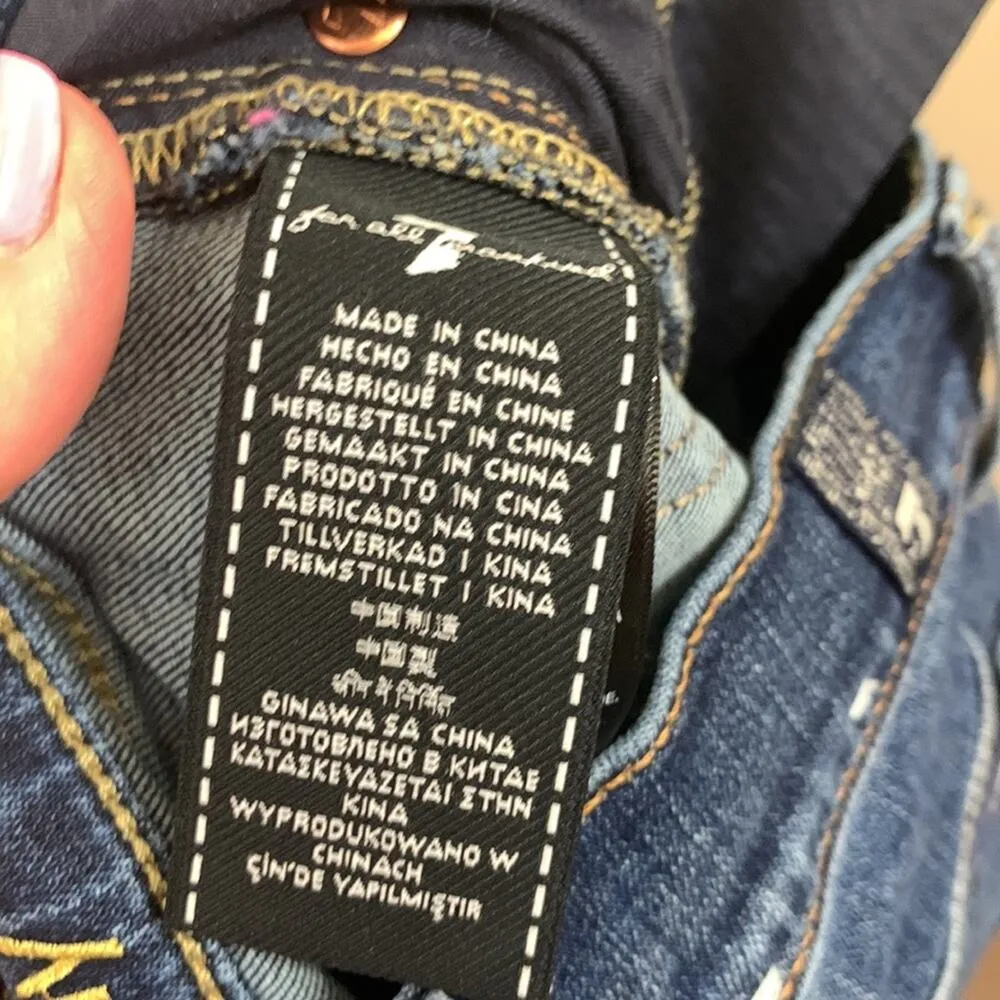 for all 7 mankind
MADE IN CHINA
HECHO EN CHINA
FABRIQUÉ EN CHINE
HERGESTELLT IN CHINA
GEMAAKT IN CHINA
PRODOTTO IN CINA
FABRICADO NA CHINA
TILLVERKAD I KINA
FREMSTILLET I KINA
中国制造
中国製
GINAWA SA CHINA
ИЗГОТОВЛЕНО В КИТАЕ
ΚΑΤΑΣΚΕΥΑΖΕΤΑΙ ΣΤΗΝ
ΚΙΝΑ
WYPRODUKOWANO W
CHINACH
ÇİN'DE YAPILMIŞTIR